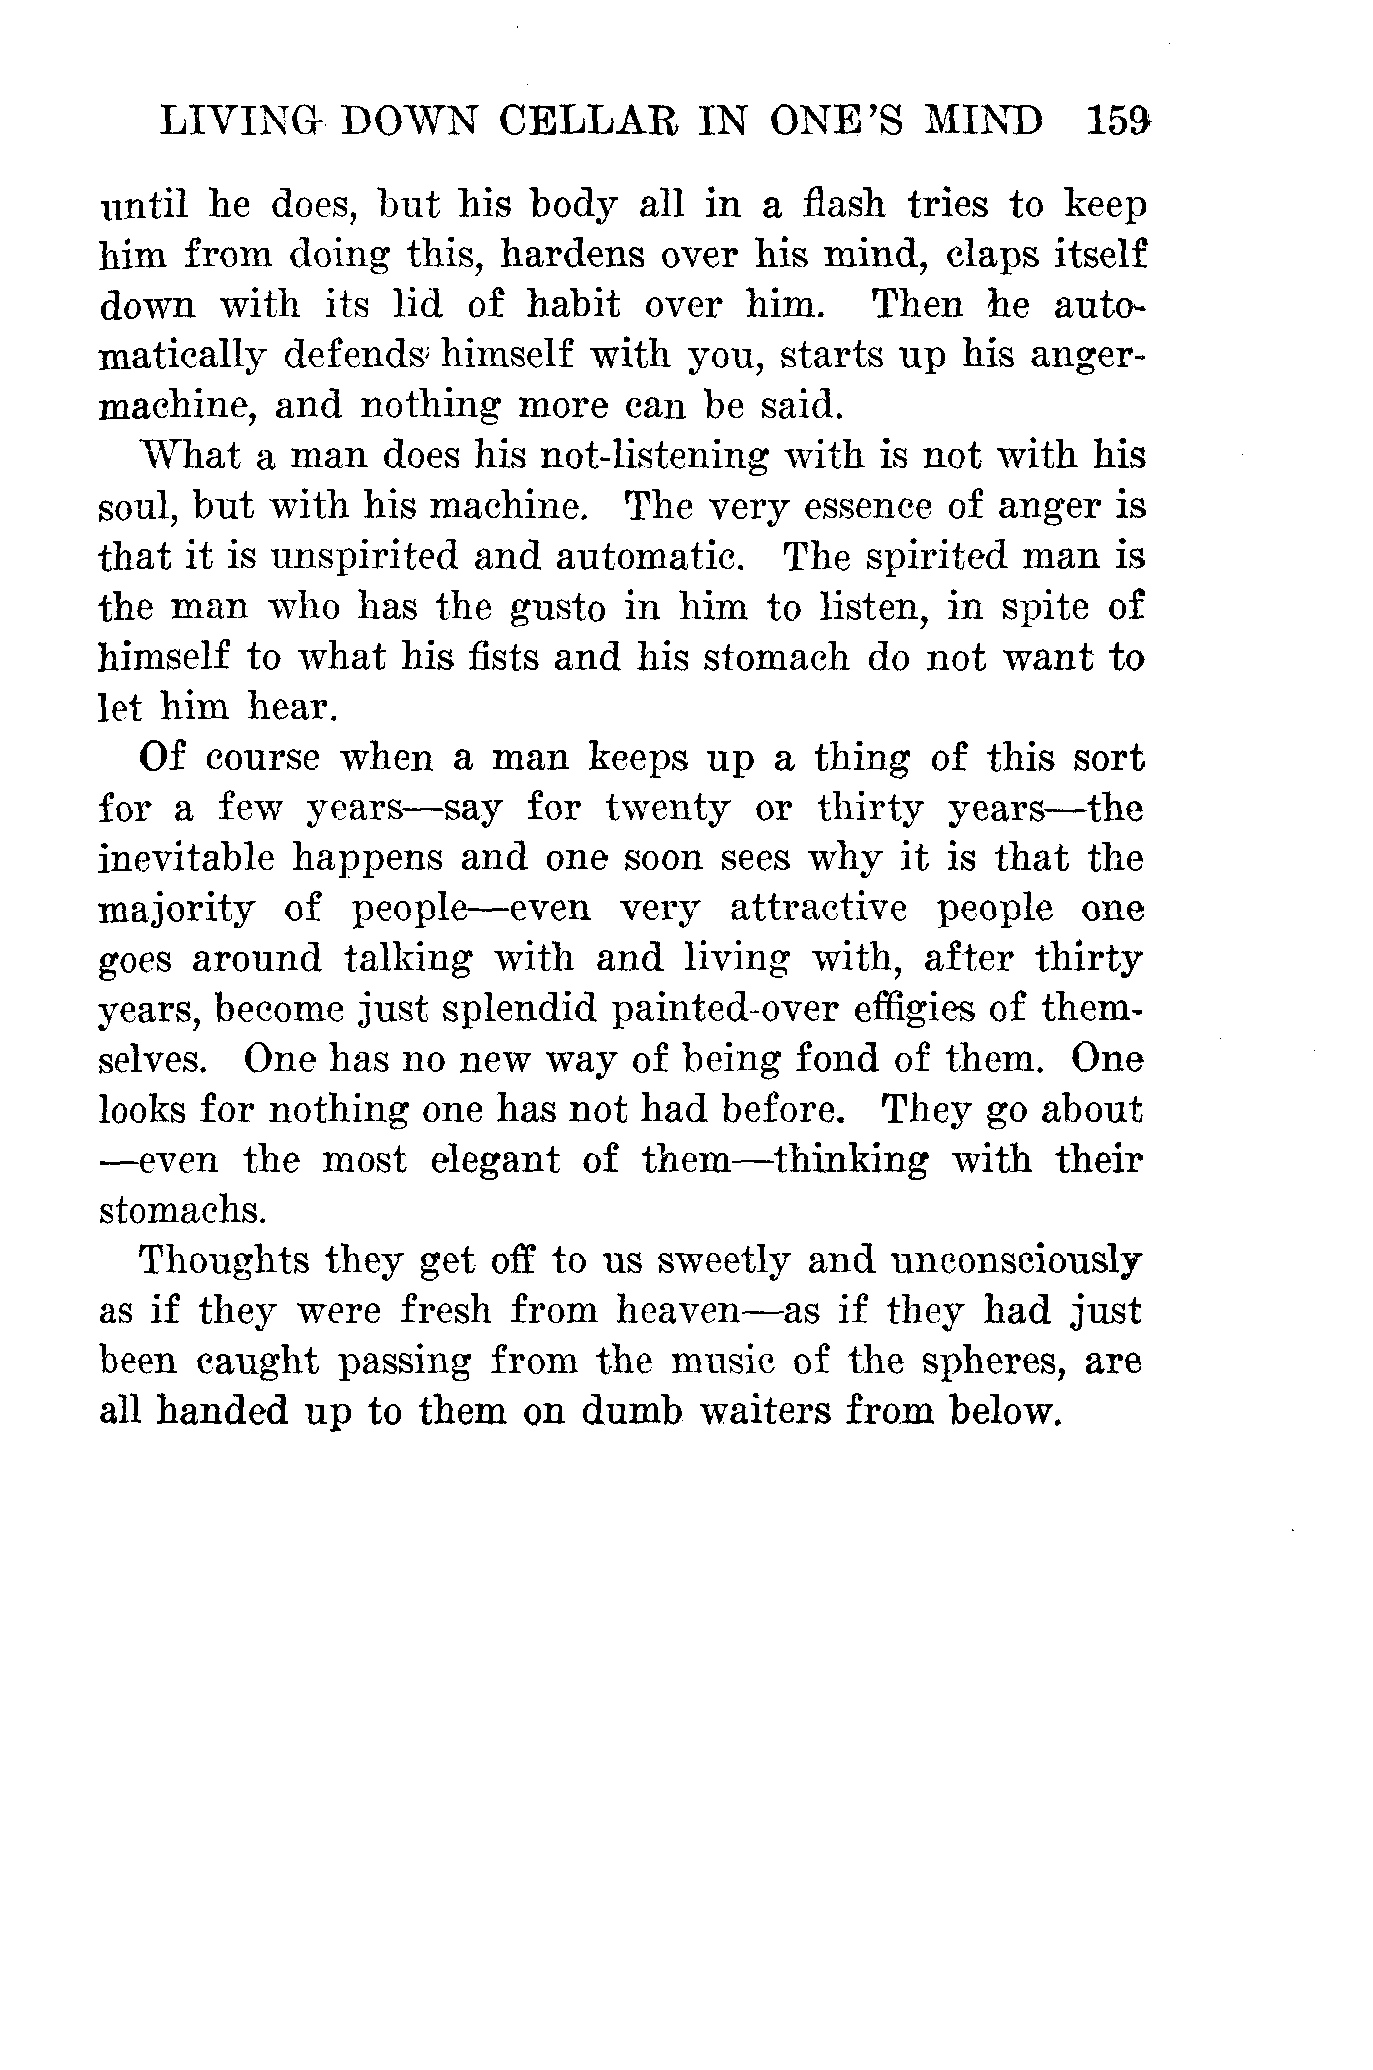 LIVING DOWN CELLAR IN ONE'S MIND 159
until he does, but his body all in a flash tries to keep
him from doing this, hardens over his mind, claps itself
down with its lid of habit over him. Then he auto-
matically defends himself with you, starts up his anger-
machine, and nothing more can be said.
What a man does his not-listening with is not with his
soul, but with his machine. The very essence of anger is
that it is unspirited and automatic. The spirited man is
the man who has the gusto in him to listen, in spite of
himself to what his fists and his stomach do not want to
let him hear.
Of course when a man keeps up a thing of this sort
for a few years—say for twenty or thirty years—the
inevitable happens and one soon sees why it is that the
majority of people—even very attractive people one
goes around talking with and living with, after thirty
years, become just splendid painted-over effigies of them-
selves. One has no new way of being fond of them. One
looks for nothing one has not had before. They go about
—even the most elegant of them—thinking with their
stomachs.
Thoughts they get off to us sweetly and unconsciously
as if they were fresh from heaven—as if they had just
been caught passing from the music of the spheres, are
all handed up to them on dumb waiters from below.